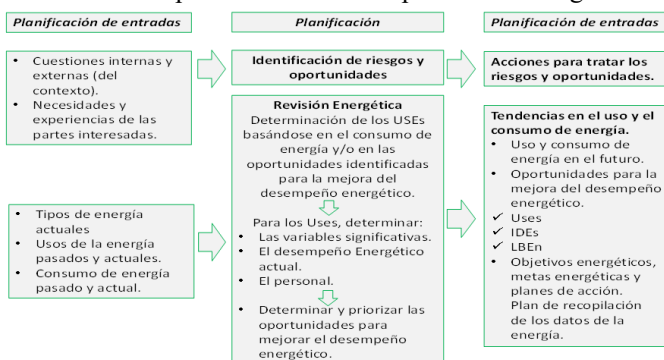 Planificación de entradas
Cuestiones internas y
externas (del
contexto).
Necesidades y
experiencias de las
partes interesadas.
Tipos de energía
actuales
Usos de la energía
pasados y actuales.
Consumo de energía
pasado y actual.
Planificación
Identificación de riesgos y
oportunidades
Revisión Energética
Determinación de los USEs
basándose en el consumo de
energía y/o en las
oportunidades identificadas
para la mejora del
desempeño energético.
Para los Uses, determinar:
Las variables significativas.
El desempeño Energético
actual.
El personal.
Determinar y priorizar las
oportunidades para
mejorar el desempeño
energético.
Planificación de entradas
Acciones para tratar los
riesgos y oportunidades.
Tendencias en el uso y el
consumo de energía.
Uso y consumo de
energía en el futuro.
Oportunidades para la
mejora del desempeño
energético.
Uses
IDEs
LBEn
Objetivos energéticos,
metas energéticas y
planes de acción.
Plan de recopilación
de los datos de la
energía.